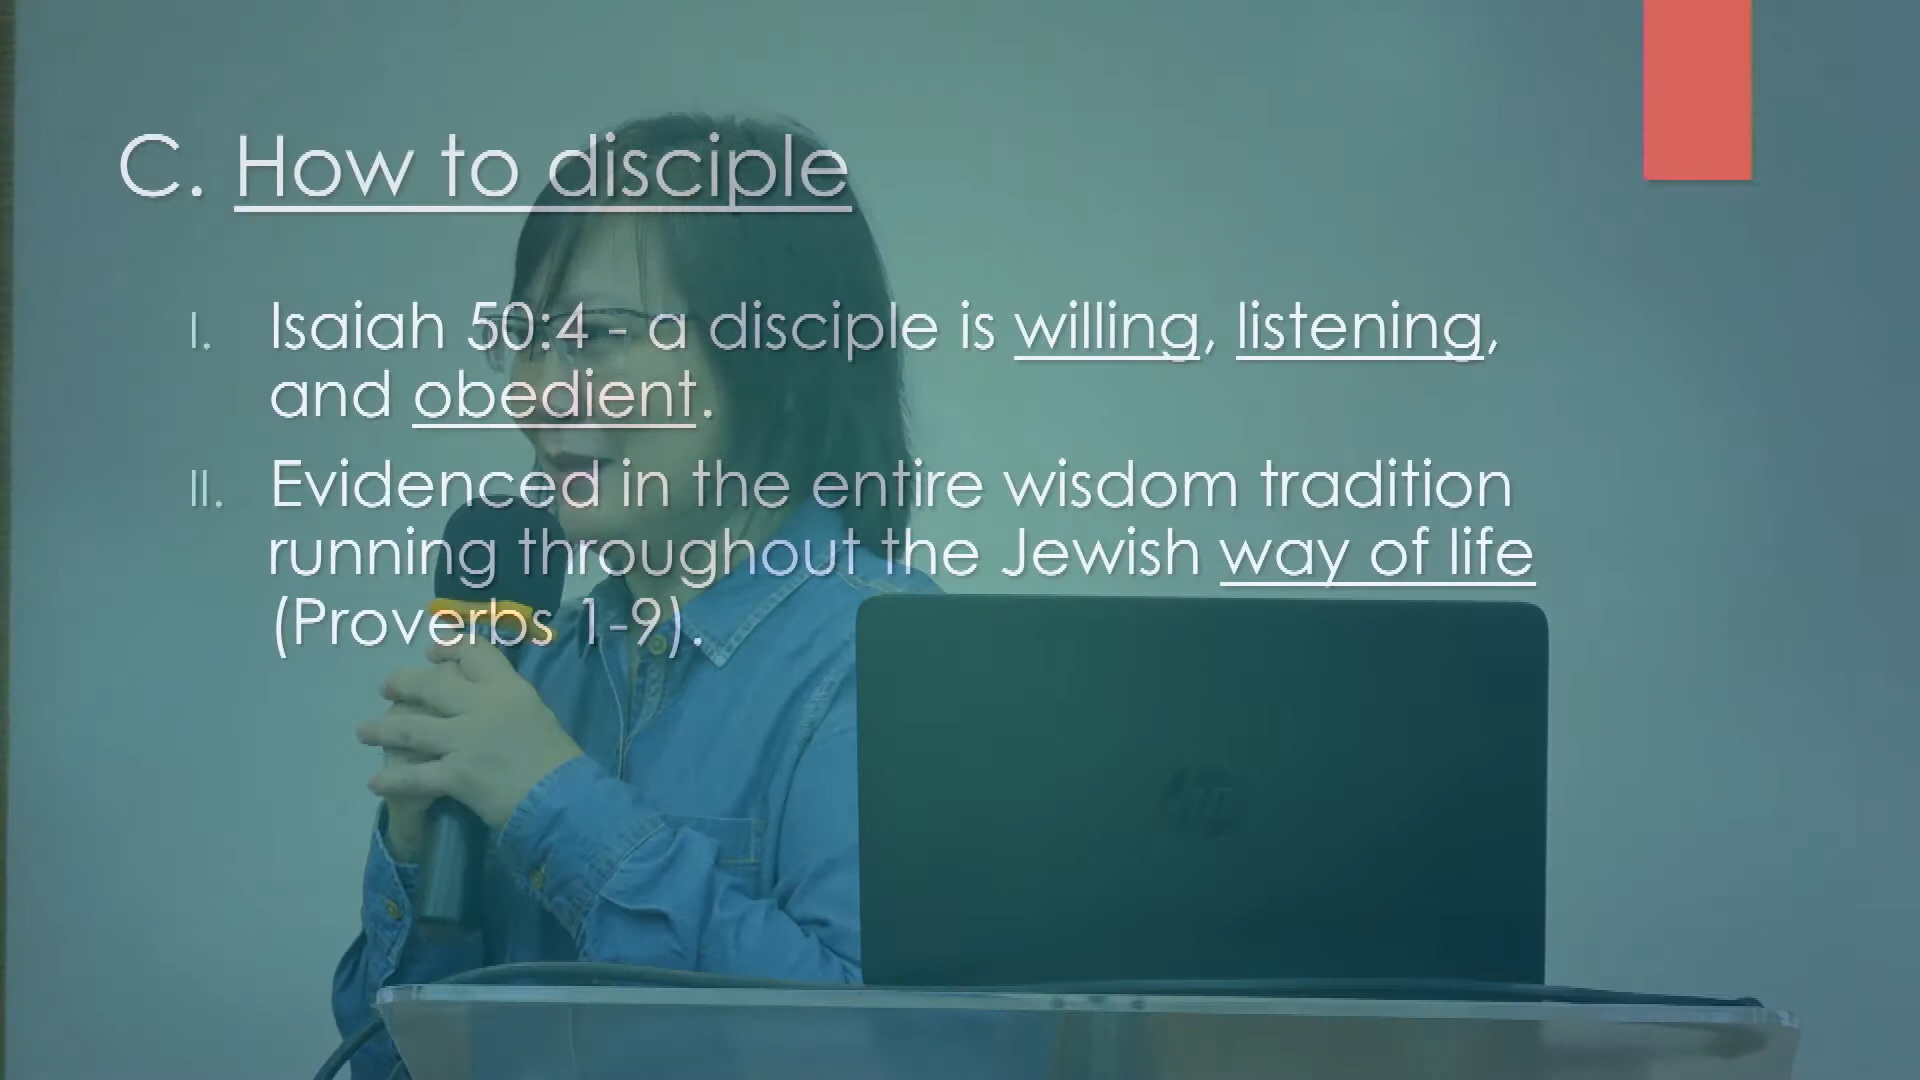 C. How to disciple
I. Isaiah 50:4 - a disciple is willing, listening,
and obedient.
II. Evidenced in the entire wisdom tradition
running throughout the Jewish way of life
(Proverbs 1-9).
hp